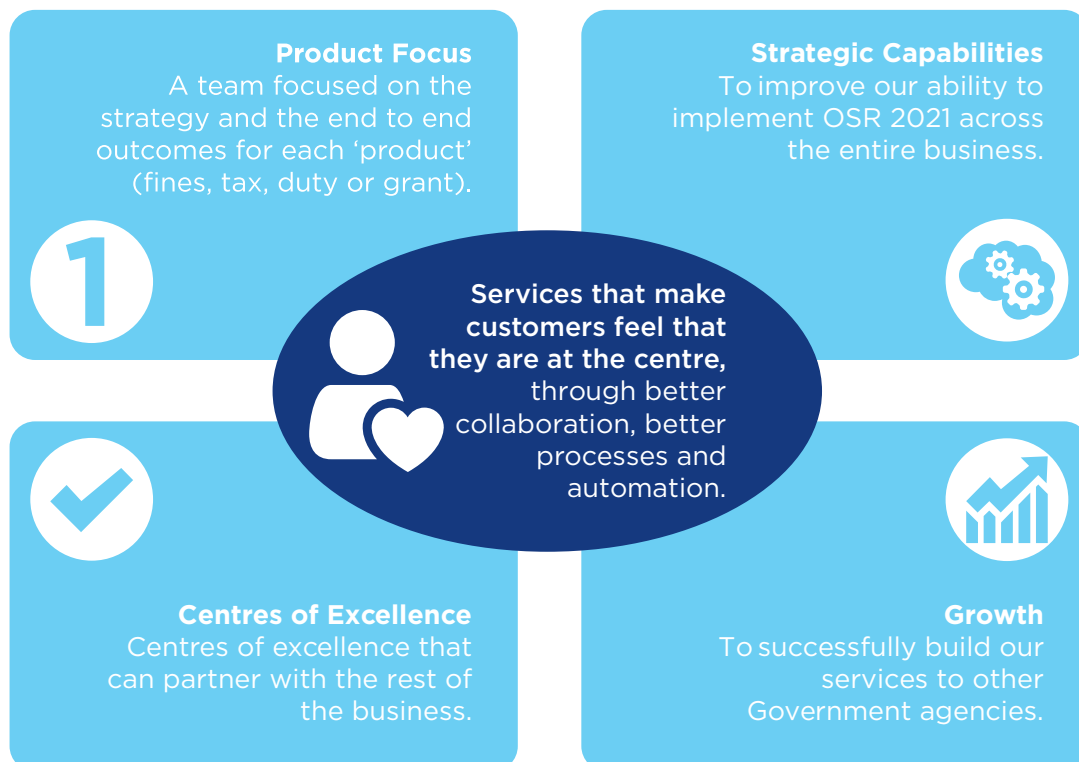 Product Focus
A team focused on the
strategy and the end to end
outcomes for each ‘product’
(fines, tax, duty or grant).
1
Strategic Capabilities
To improve our ability to
implement OSR 2021 across
the entire business.
Services that make
customers feel that
they are at the centre,
through better
collaboration, better
processes and
automation.
Centres of Excellence
Centres of excellence that
can partner with the rest of
the business.
Growth
To successfully build our
services to other
Government agencies.